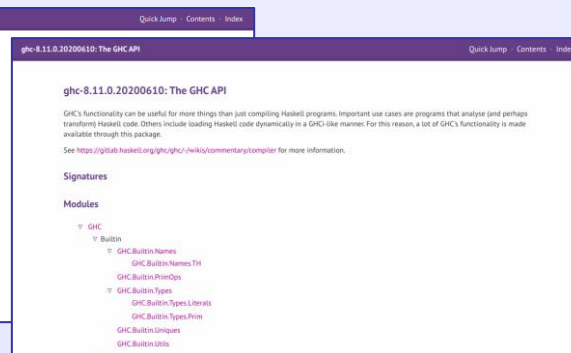 Quick Jump · Contents · Index
ghc-8.11.0.20200610: The GHC API Quick Jump · Contents · Inde
ghc-8.11.0.20200610: The GHC API
GHC's functionality can be useful for more things than just compiling Haskell programs. Important use cases are programs that analyse (and perhaps
transform) Haskell code. Others include loading Haskell code dynamically in a GHCi-like manner. For this reason, a lot of GHC's functionality is made
available through this package.
See https://gitlab.haskell.org/ghc/ghc/-/wikis/commentary/compiler for more information.
Signatures
Modules
▿ GHC
▿ Builtin
▿ GHC.Builtin.Names
GHC.Builtin.Names.TH
GHC.Builtin.PrimOps
▿ GHC.Builtin.Types
GHC.Builtin.Types.Literals
GHC.Builtin.Types.Prim
GHC.Builtin.Uniques
GHC.Builtin.Utils